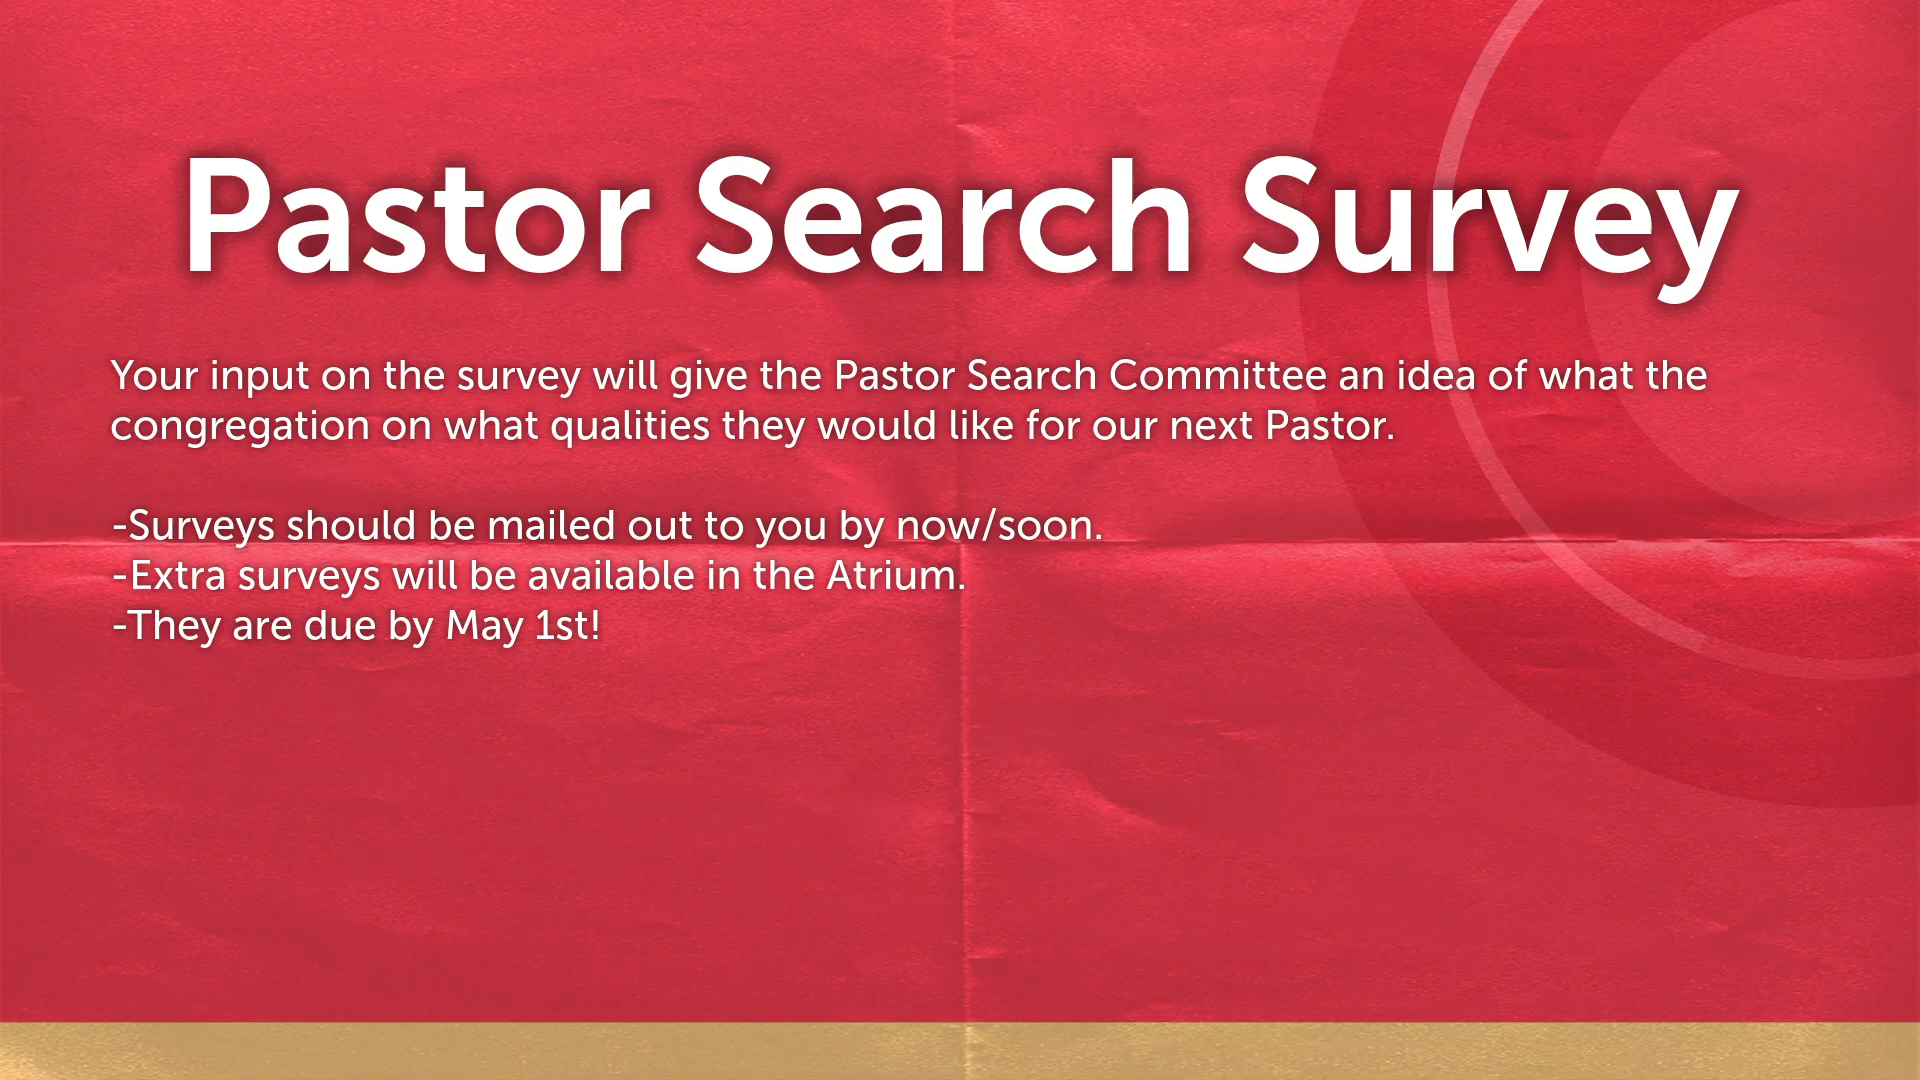 Pastor Search Survey
Your input on the survey will give the Pastor Search Committee an idea of what the
congregation on what qualities they would like for our next Pastor.
-Surveys should be mailed out to you by now/soon.
-Extra surveys will be available in the Atrium.
-They are due by May 1st!